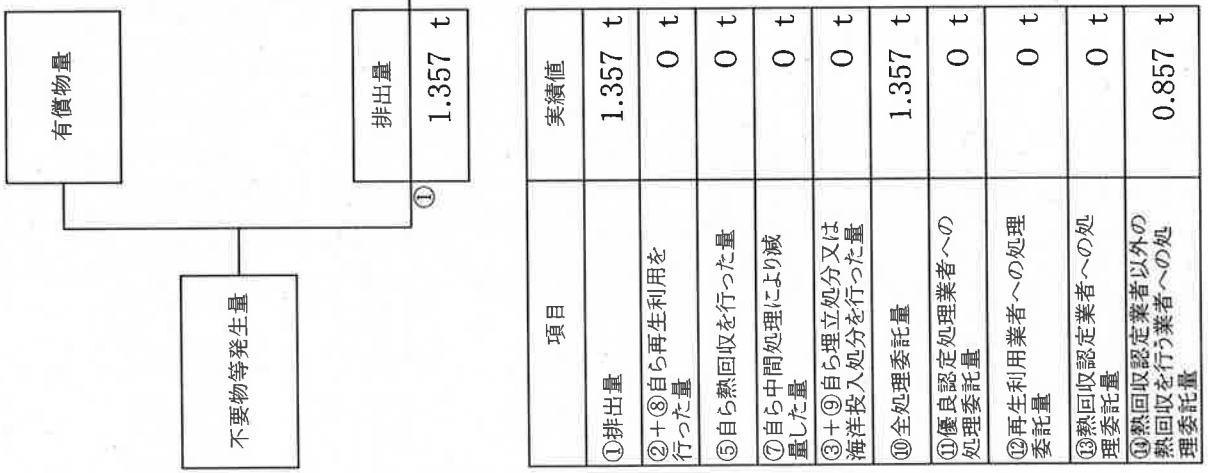 有償物量
不要物等発生量
排出量
① 1.357 t
項目 実績値
①排出量 1.357 t
②+⑧自ら再生利用を
行った量 0 t
⑤自ら熱回収を行った量 0 t
⑦自ら中間処理により減
量した量 0 t
③+⑨自ら埋立処分又は
海洋投入処分を行った量 0 t
⑩全処理委託量 1.357 t
⑪優良認定処理業者への
処理委託量 0 t
⑫再生利用業者への処理
委託量 0 t
⑬熱回収認定業者への処
理委託量 0 t
⑭熱回収認定業者以外の
熱回収を行う業者への処
理委託量 0.857 t